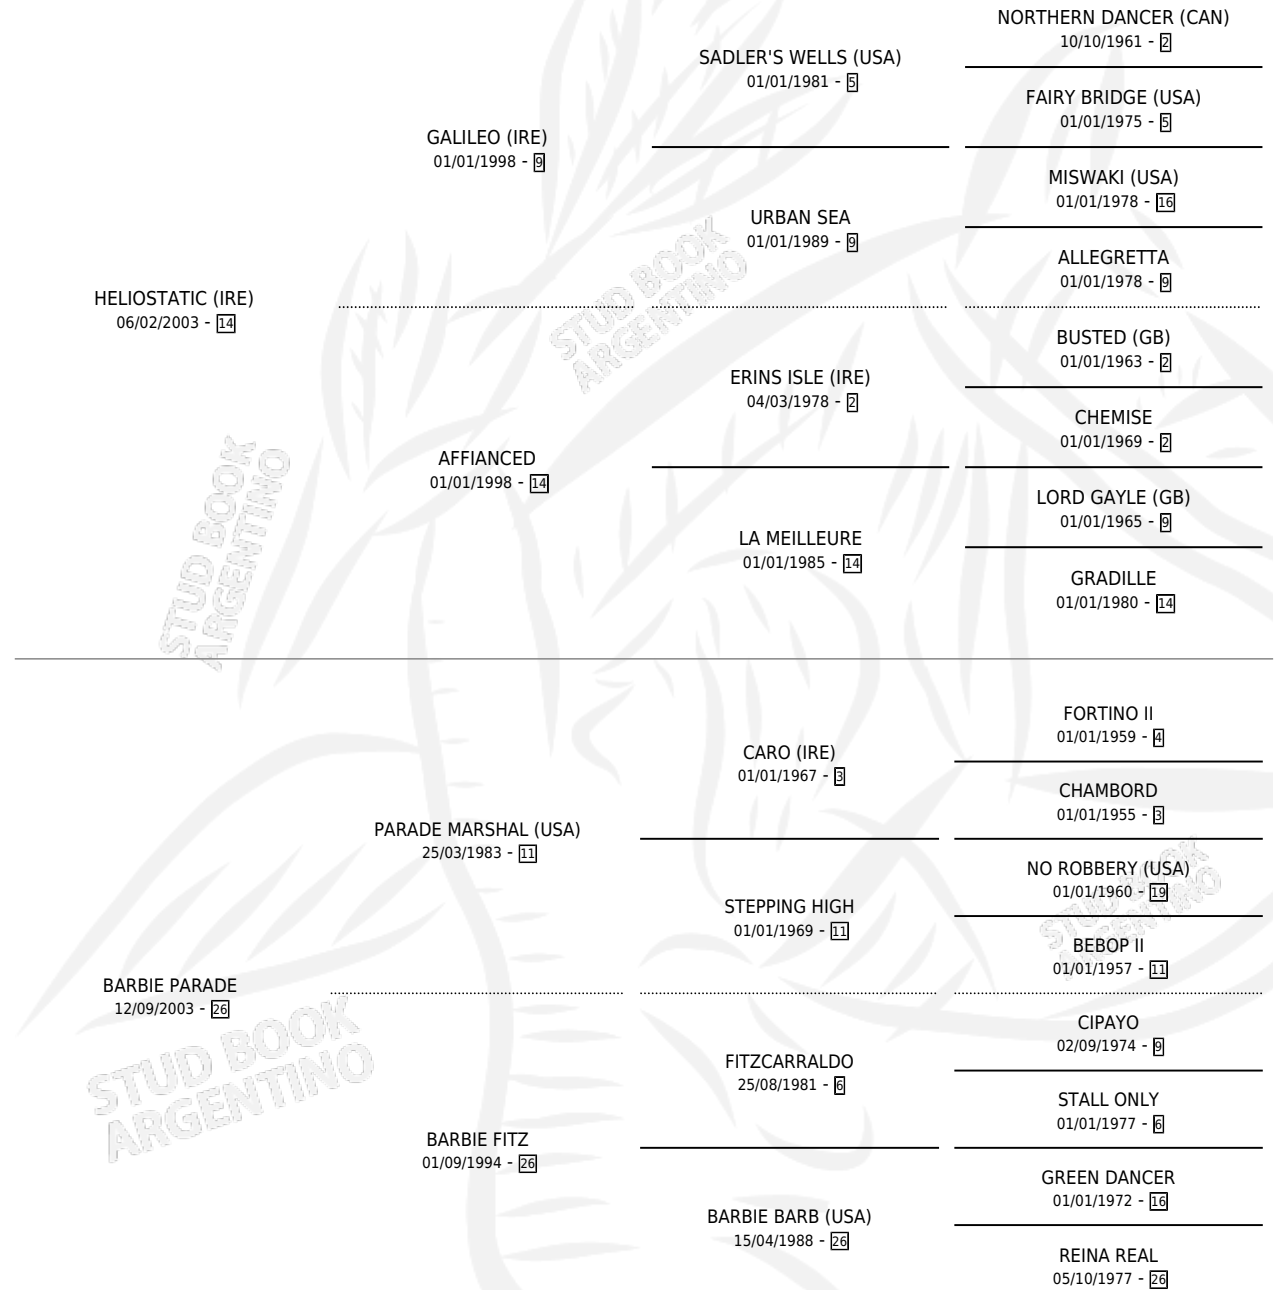 NORTHERN DANCER (CAN)
10/10/1961 - 2
SADLER'S WELLS (USA)
01/01/1981 - 5
FAIRY BRIDGE (USA)
01/01/1975 - 5
GALILEO (IRE)
01/01/1998 - 9
MISWAKI (USA)
01/01/1978 - 16
URBAN SEA
01/01/1989 - 9
ALLEGRETTA
01/01/1978 - 9
HELIOSTATIC (IRE)
06/02/2003 - 14
BUSTED (GB)
01/01/1963 - 2
ERINS ISLE (IRE)
04/03/1978 - 2
CHEMISE
01/01/1969 - 2
AFFIANCED
01/01/1998 - 14
LORD GAYLE (GB)
01/01/1965 - 9
LA MEILLEURE
01/01/1985 - 14
GRADILLE
01/01/1980 - 14
FORTINO II
01/01/1959 - 4
CARO (IRE)
01/01/1967 - 3
CHAMBORD
01/01/1955 - 3
PARADE MARSHAL (USA)
25/03/1983 - 11
NO ROBBERY (USA)
01/01/1960 - 19
STEPPING HIGH
01/01/1969 - 11
BEBOP II
01/01/1957 - 11
BARBIE PARADE
12/09/2003 - 26
CIPAYO
02/09/1974 - 9
FITZCARRALDO
25/08/1981 - 6
STALL ONLY
01/01/1977 - 6
BARBIE FITZ
01/09/1994 - 26
GREEN DANCER
01/01/1972 - 16
BARBIE BARB (USA)
15/04/1988 - 26
REINA REAL
05/10/1977 - 26
STUD BOOK
ARGENTINO
STUD BOOK
ARGENTINO
STUD BOOK
ARGENTINO
STUD BOOK
ARGENTINO